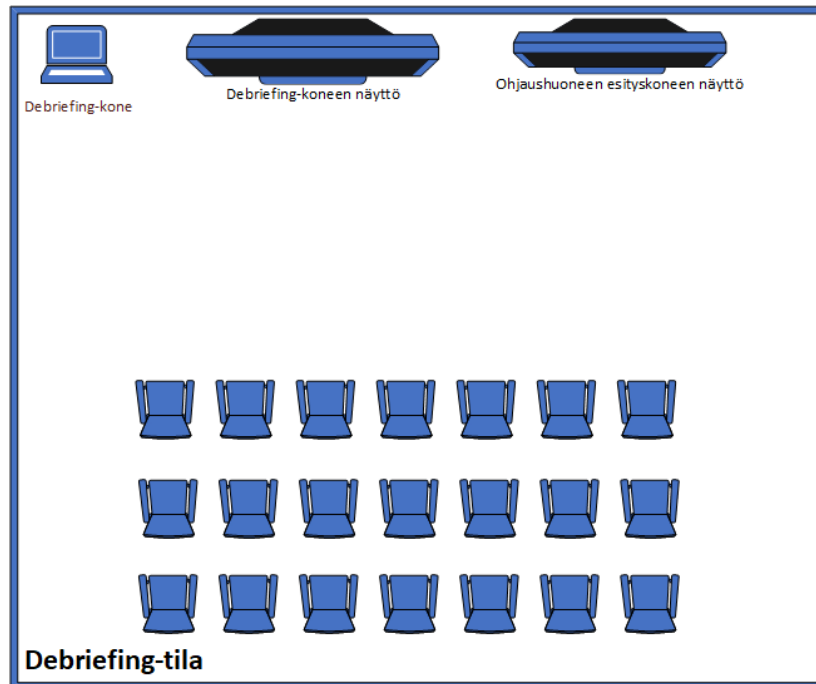 Debriefing-kone
Debriefing-koneen näyttö
Ohjaushuoneen esityskoneen näyttö
Debriefing-tila